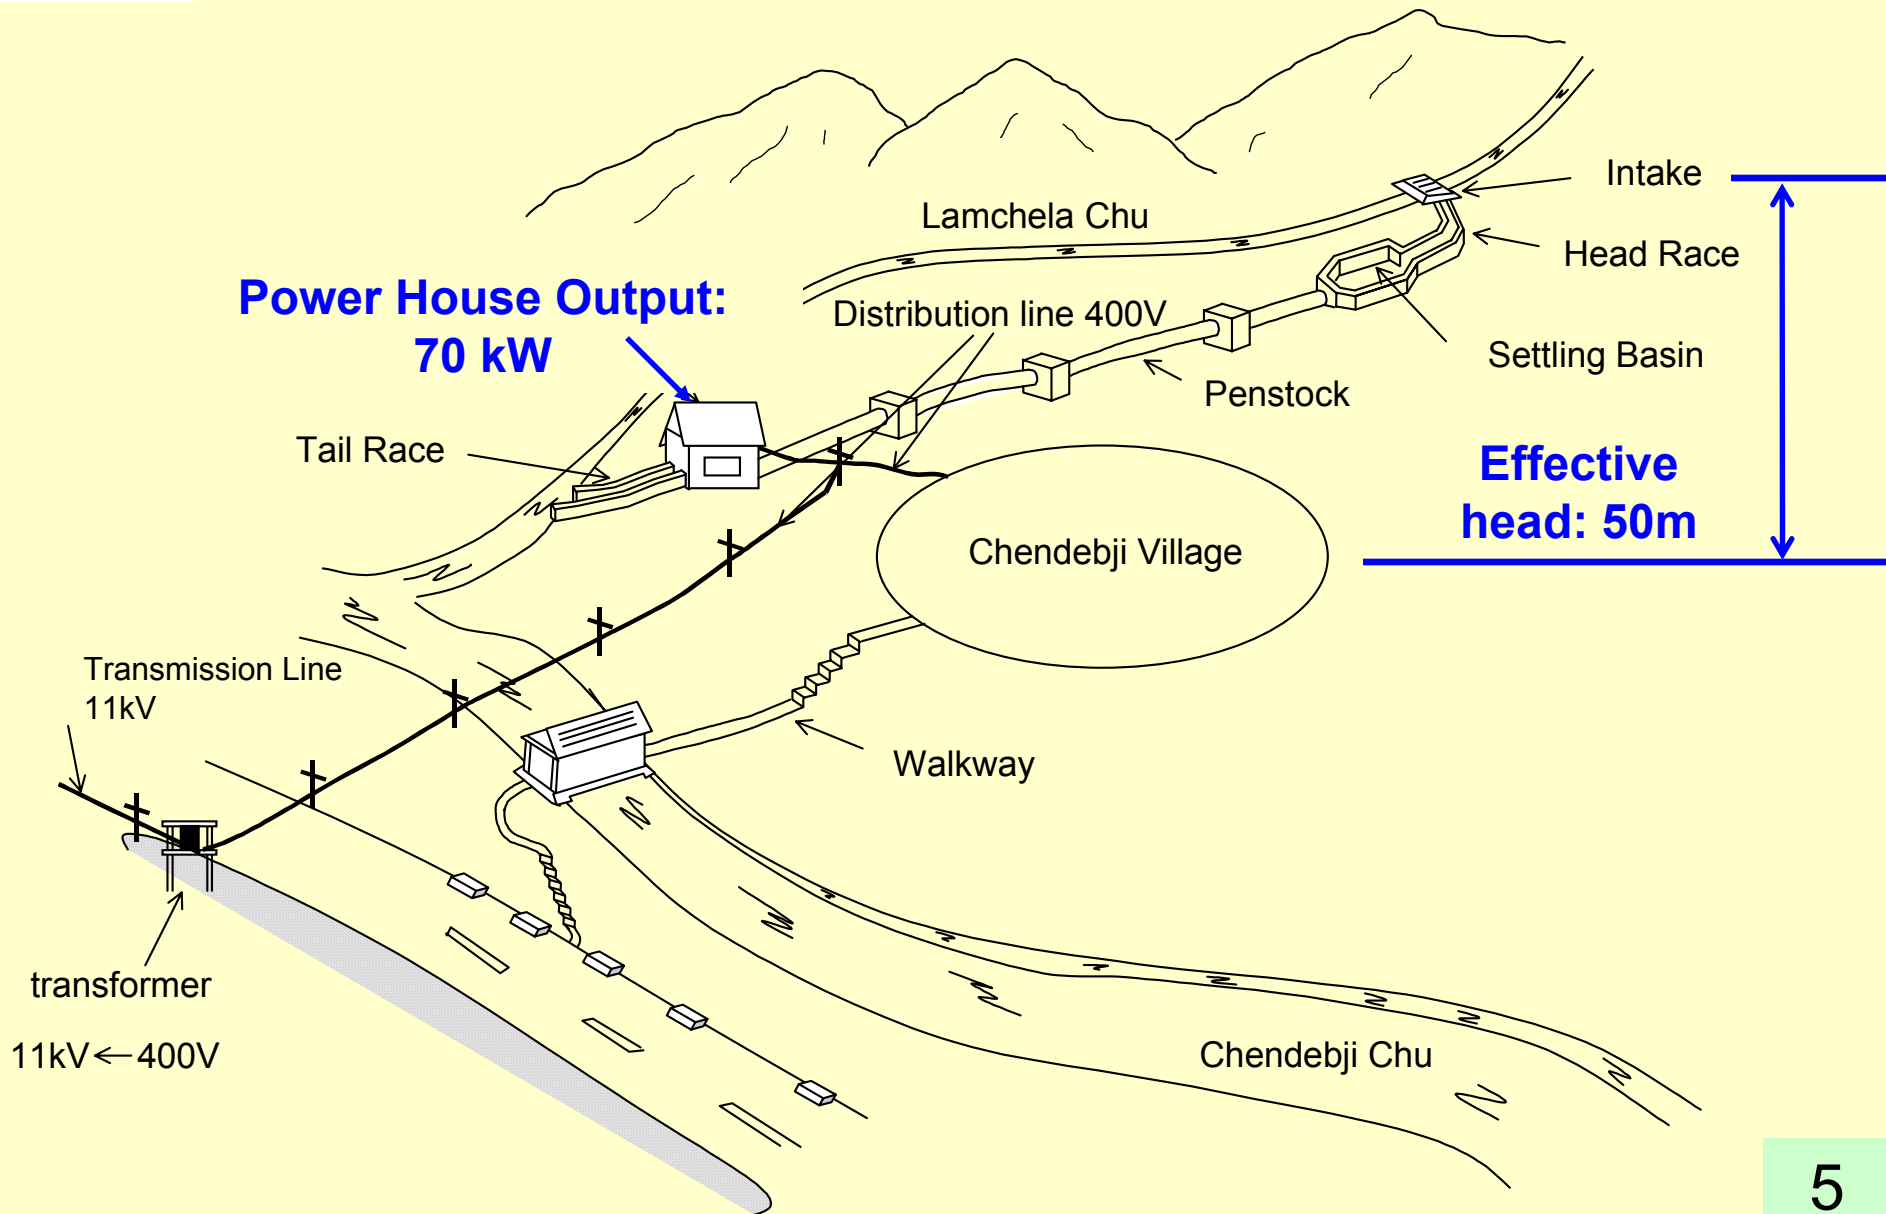 Intake
Lamchela Chu
Head Race
Power House Output:
70 kW
Distribution line 400V
Settling Basin
Penstock
Tail Race
Effective
head: 50m
Chendebji Village
Transmission Line
11kV
Walkway
transformer
11kV←400V
Chendebji Chu
5